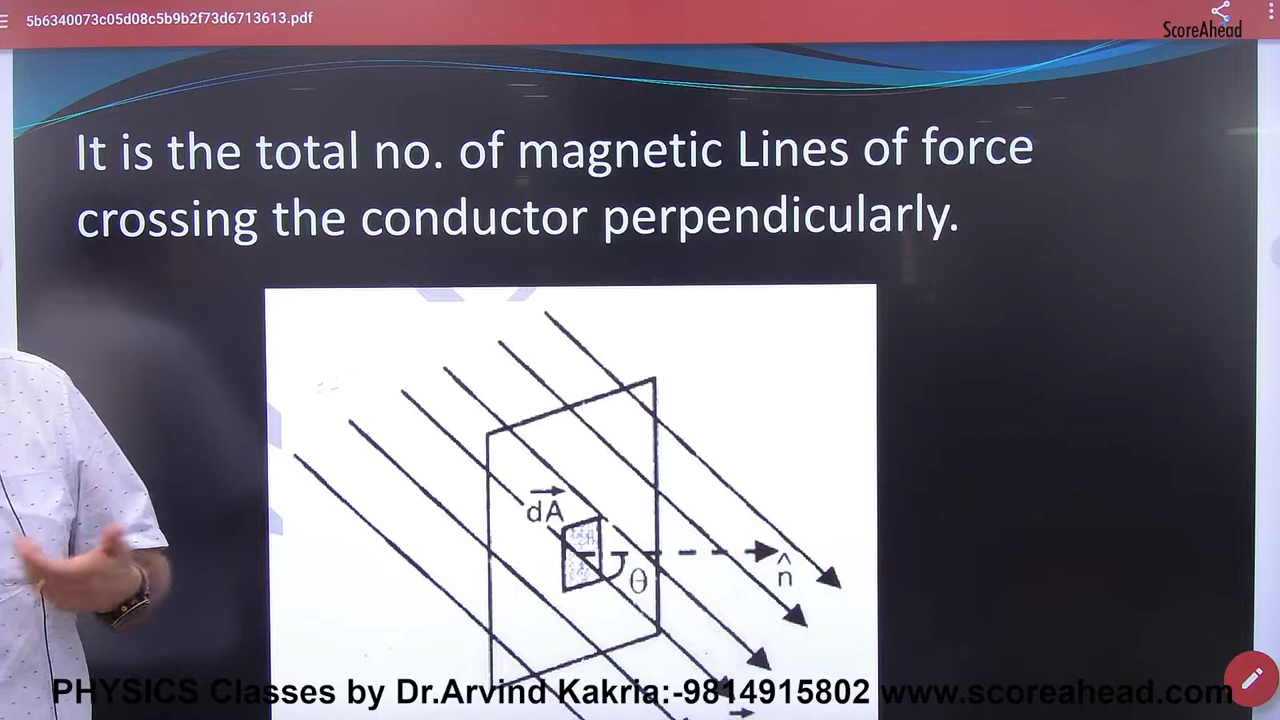 5b6340073c05d08c5b9b2f73d6713613.pdf
ScoreAhead
It is the total no. of magnetic Lines of force
crossing the conductor perpendicularly.
dA
θ
n̂
PHYSICS Classes by Dr.Arvind Kakria:-9814915802 www.scoreahead.com